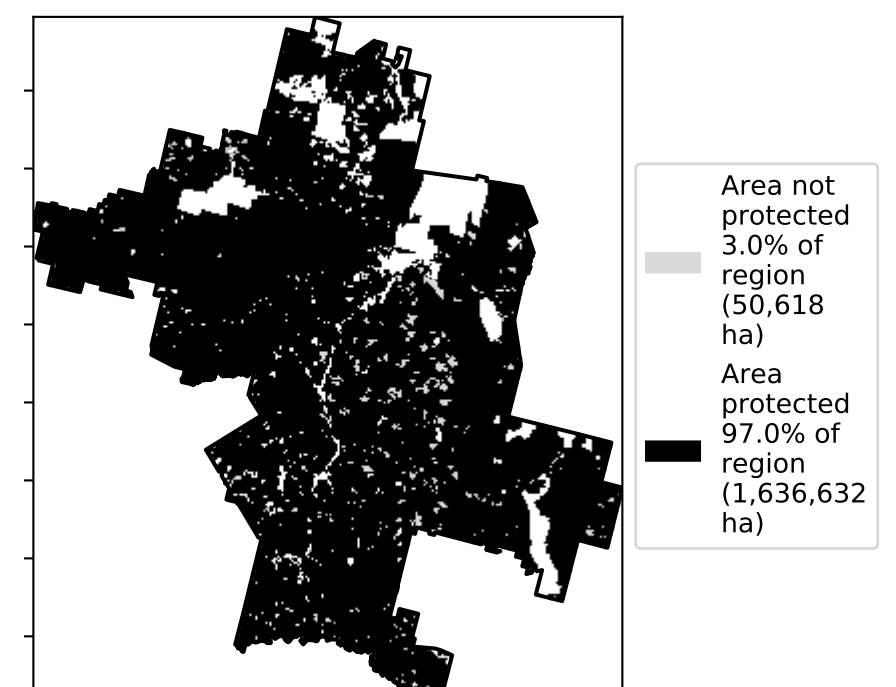 Area not
protected
3.0% of
region
(50,618
ha)
Area
protected
97.0% of
region
(1,636,632
ha)